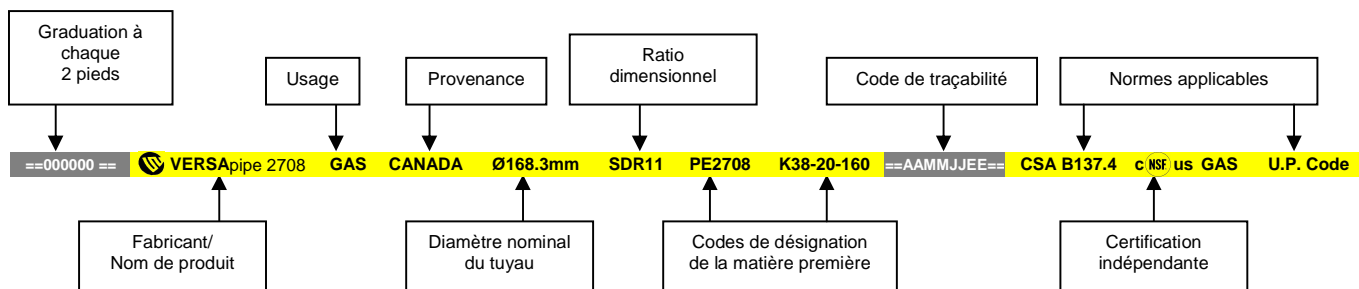 Graduation à
chaque
2 pieds
Usage
Provenance
Ratio
dimensionnel
Code de traçabilité
Normes applicables
==000000 == VERSApipe 2708 GAS CANADA Ø168.3mm SDR11 PE2708 K38-20-160 ==AAMMJJEE== CSA B137.4 c NSF us GAS U.P. Code
Fabricant/
Nom de produit
Diamètre nominal
du tuyau
Codes de désignation
de la matière première
Certification
indépendante